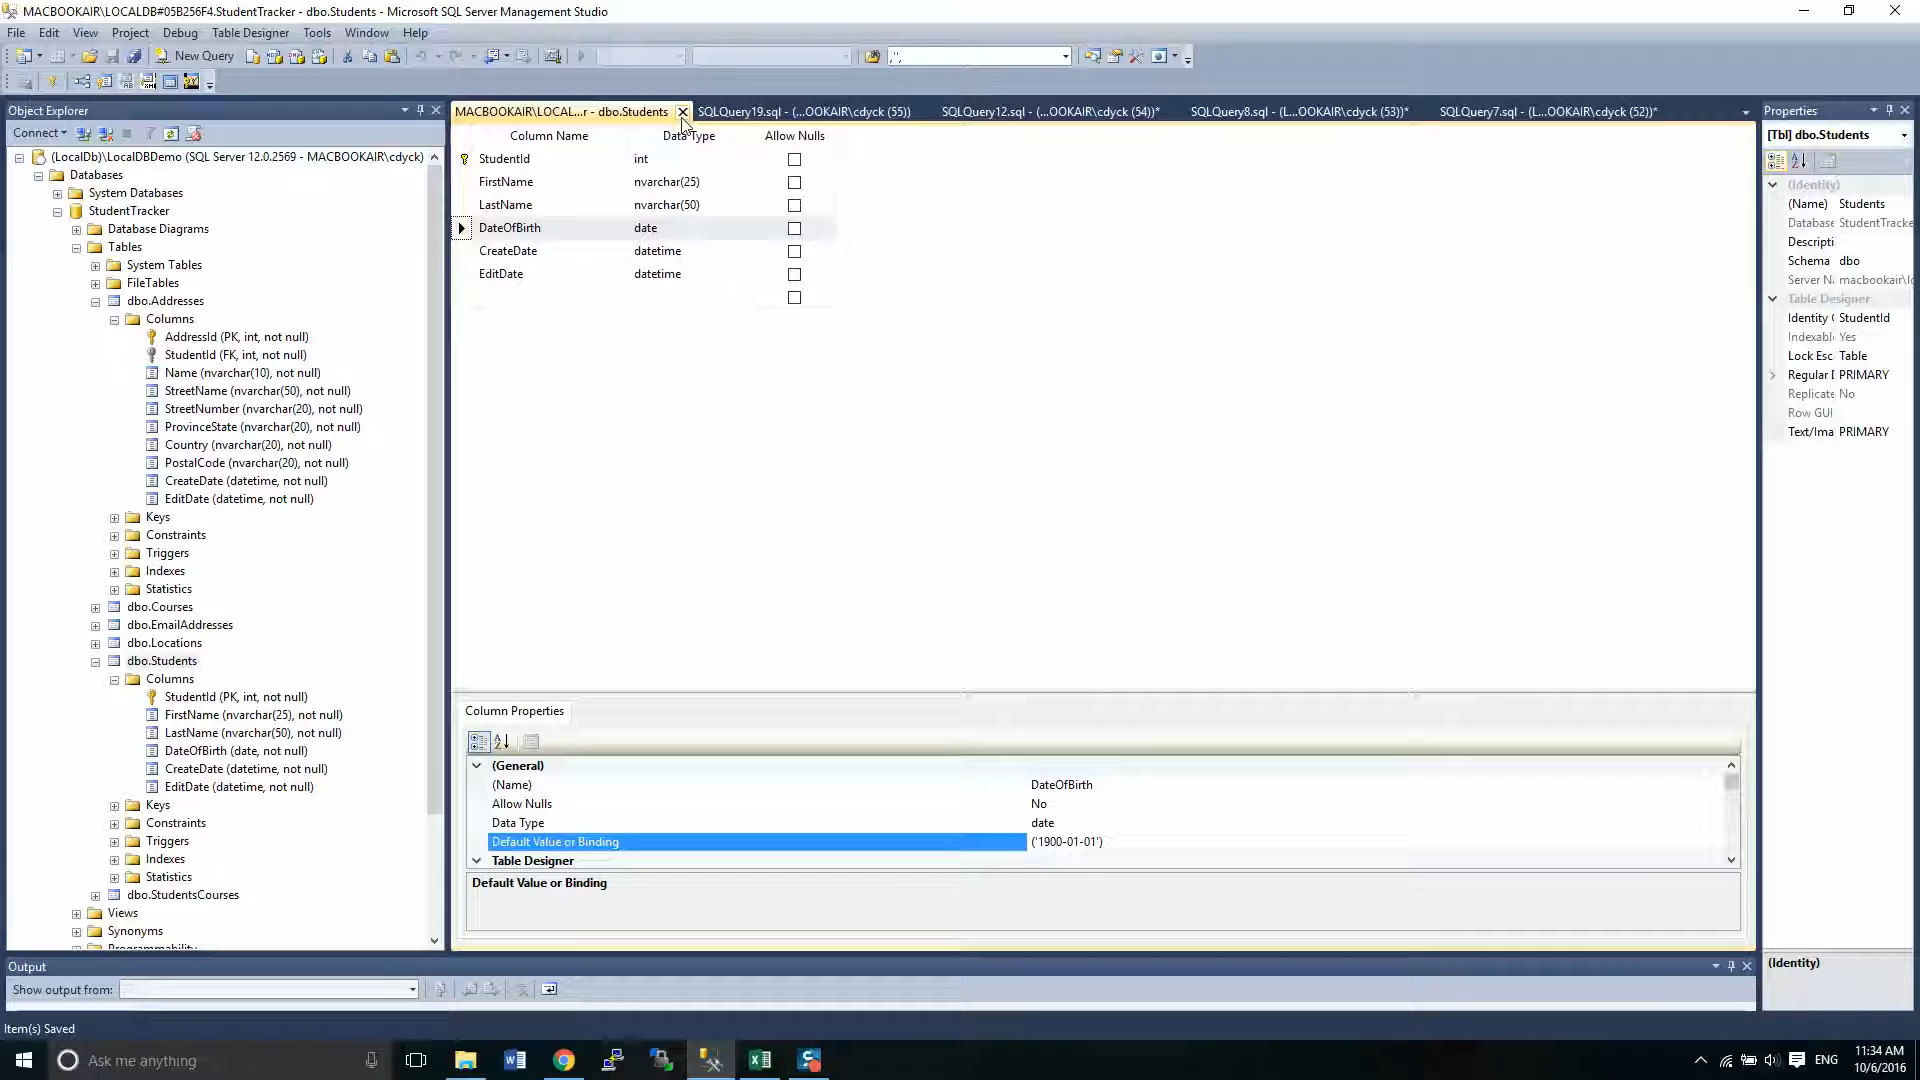 MACBOOKAIR\LOCALDB#05B256F4.StudentTracker - dbo.Students - Microsoft SQL Server Management Studio
File Edit View Project Debug Table Designer Tools Window Help
New Query
','
Object Explorer
Connect
(LocalDb)\LocalDBDemo (SQL Server 12.0.2569 - MACBOOKAIR\cdyck)
Databases
System Databases
StudentTracker
Database Diagrams
Tables
System Tables
FileTables
dbo.Addresses
Columns
AddressId (PK, int, not null)
StudentId (FK, int, not null)
Name (nvarchar(10), not null)
StreetName (nvarchar(50), not null)
StreetNumber (nvarchar(20), not null)
ProvinceState (nvarchar(20), not null)
Country (nvarchar(20), not null)
PostalCode (nvarchar(20), not null)
CreateDate (datetime, not null)
EditDate (datetime, not null)
Keys
Constraints
Triggers
Indexes
Statistics
dbo.Courses
dbo.EmailAddresses
dbo.Locations
dbo.Students
Columns
StudentId (PK, int, not null)
FirstName (nvarchar(25), not null)
LastName (nvarchar(50), not null)
DateOfBirth (date, not null)
CreateDate (datetime, not null)
EditDate (datetime, not null)
Keys
Constraints
Triggers
Indexes
Statistics
dbo.StudentsCourses
Views
Synonyms
Programmability
MACBOOKAIR\LOCAL...r - dbo.Students SQLQuery19.sql - (...OOKAIR\cdyck (55)) SQLQuery12.sql - (...OOKAIR\cdyck (54))* SQLQuery8.sql - (L...OOKAIR\cdyck (53))* SQLQuery7.sql - (L...OOKAIR\cdyck (52))*
Column Name Data Type Allow Nulls
StudentId int
FirstName nvarchar(25)
LastName nvarchar(50)
DateOfBirth date
CreateDate datetime
EditDate datetime
Column Properties
(General)
(Name) DateOfBirth
Allow Nulls No
Data Type date
Default Value or Binding ('1900-01-01')
Table Designer
Default Value or Binding
Properties
[Tbl] dbo.Students
(Identity)
(Name) Students
Database StudentTracke
Descripti
Schema dbo
Server N macbookair\l
Table Designer
Identity C StudentId
Indexabl Yes
Lock Esc Table
Regular D PRIMARY
Replicate No
Row GUI
Text/Ima PRIMARY
(Identity)
Output
Show output from:
Item(s) Saved
Ask me anything
ENG
11:34 AM
10/6/2016